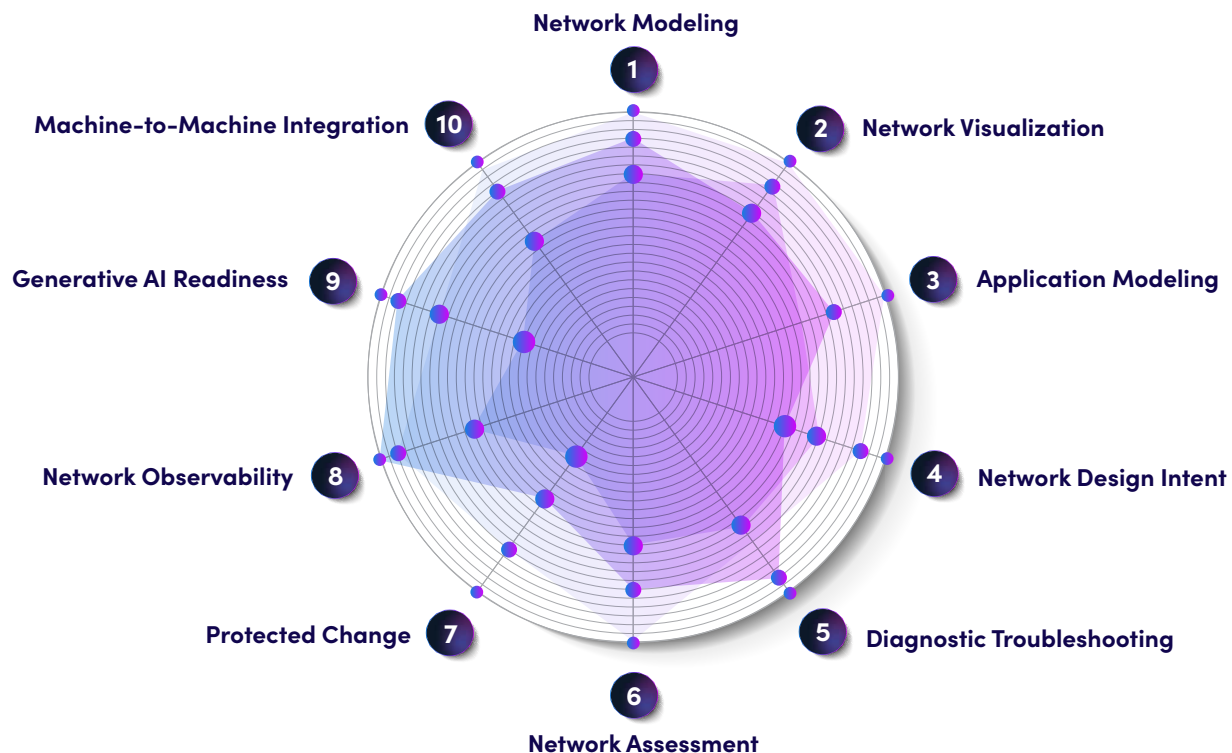 Network Modeling
1
2
Network Visualization
3
Application Modeling
4
Network Design Intent
5
Diagnostic Troubleshooting
6
Network Assessment
7
Protected Change
8
Network Observability
9
Generative AI Readiness
10
Machine-to-Machine Integration